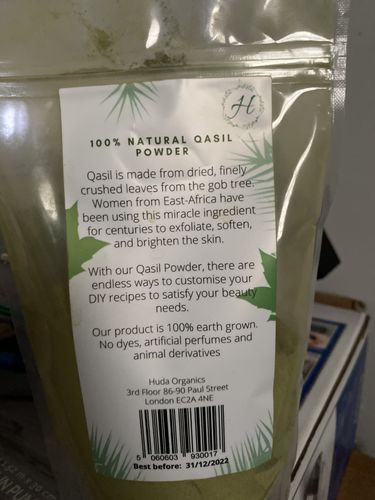 H
100% NATURAL QASIL
POWDER
Qasil is made from dried, finely
crushed leaves from the gob tree.
Women from East-Africa have
been using this miracle ingredient
for centuries to exfoliate, soften,
and brighten the skin.
With our Qasil Powder, there are
endless ways to customise your
DIY recipes to satisfy your beauty
needs.
Our product is 100% earth grown.
No dyes, artificial perfumes and
animal derivatives
Huda Organics
3rd Floor 86-90 Paul Street
London EC2A 4NE
5 060603 930017
Best before: 31/12/2022